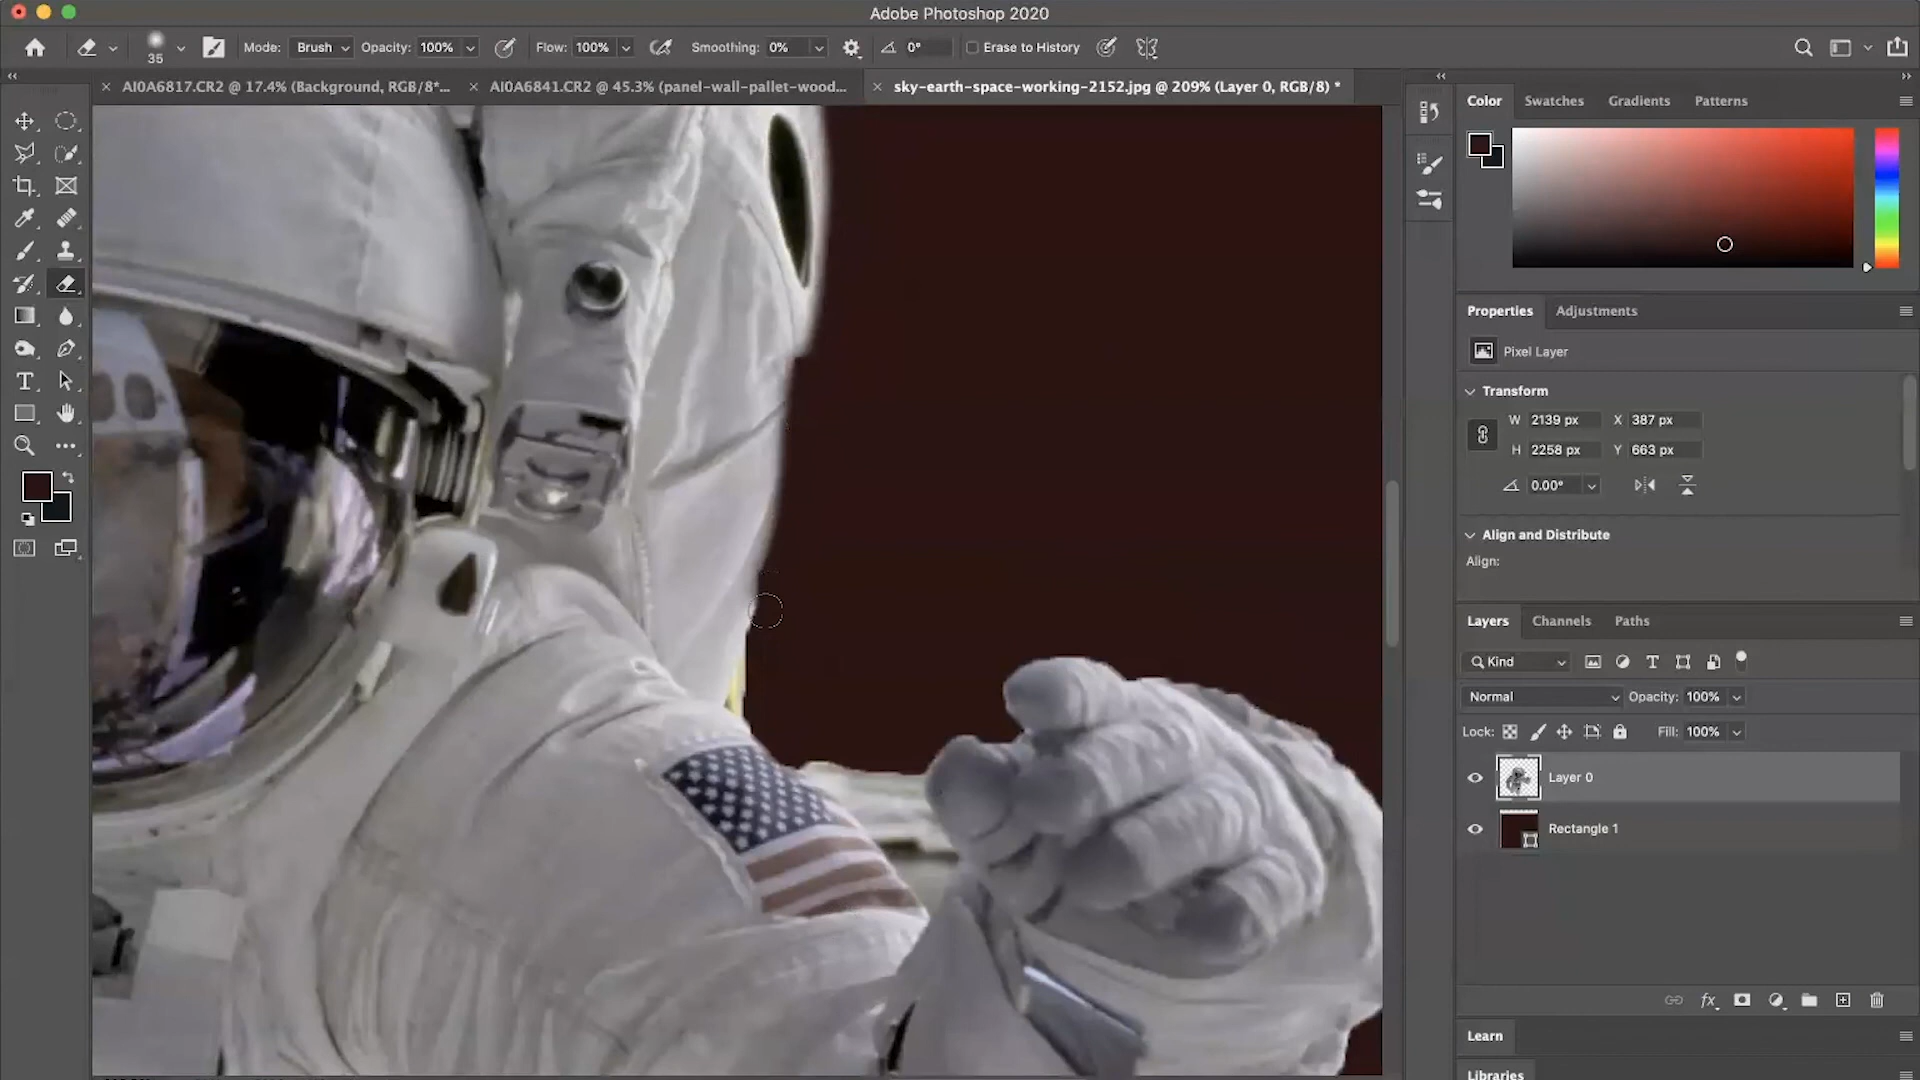 Adobe Photoshop 2020
35 Mode: Brush Opacity: 100% Flow: 100% Smoothing: 0% 0° Erase to History
AI0A6817.CR2 @ 17.4% (Background, RGB/8*... AI0A6841.CR2 @ 45.3% (panel-wall-pallet-wood... sky-earth-space-working-2152.jpg @ 209% (Layer 0, RGB/8) *
Color Swatches Gradients Patterns
Properties Adjustments
Pixel Layer
Transform
W 2139 px X 387 px
H 2258 px Y 663 px
0.00°
Align and Distribute
Align:
Layers Channels Paths
Kind
Normal Opacity: 100%
Lock: Fill: 100%
Layer 0
Rectangle 1
fx
Learn
Libraries